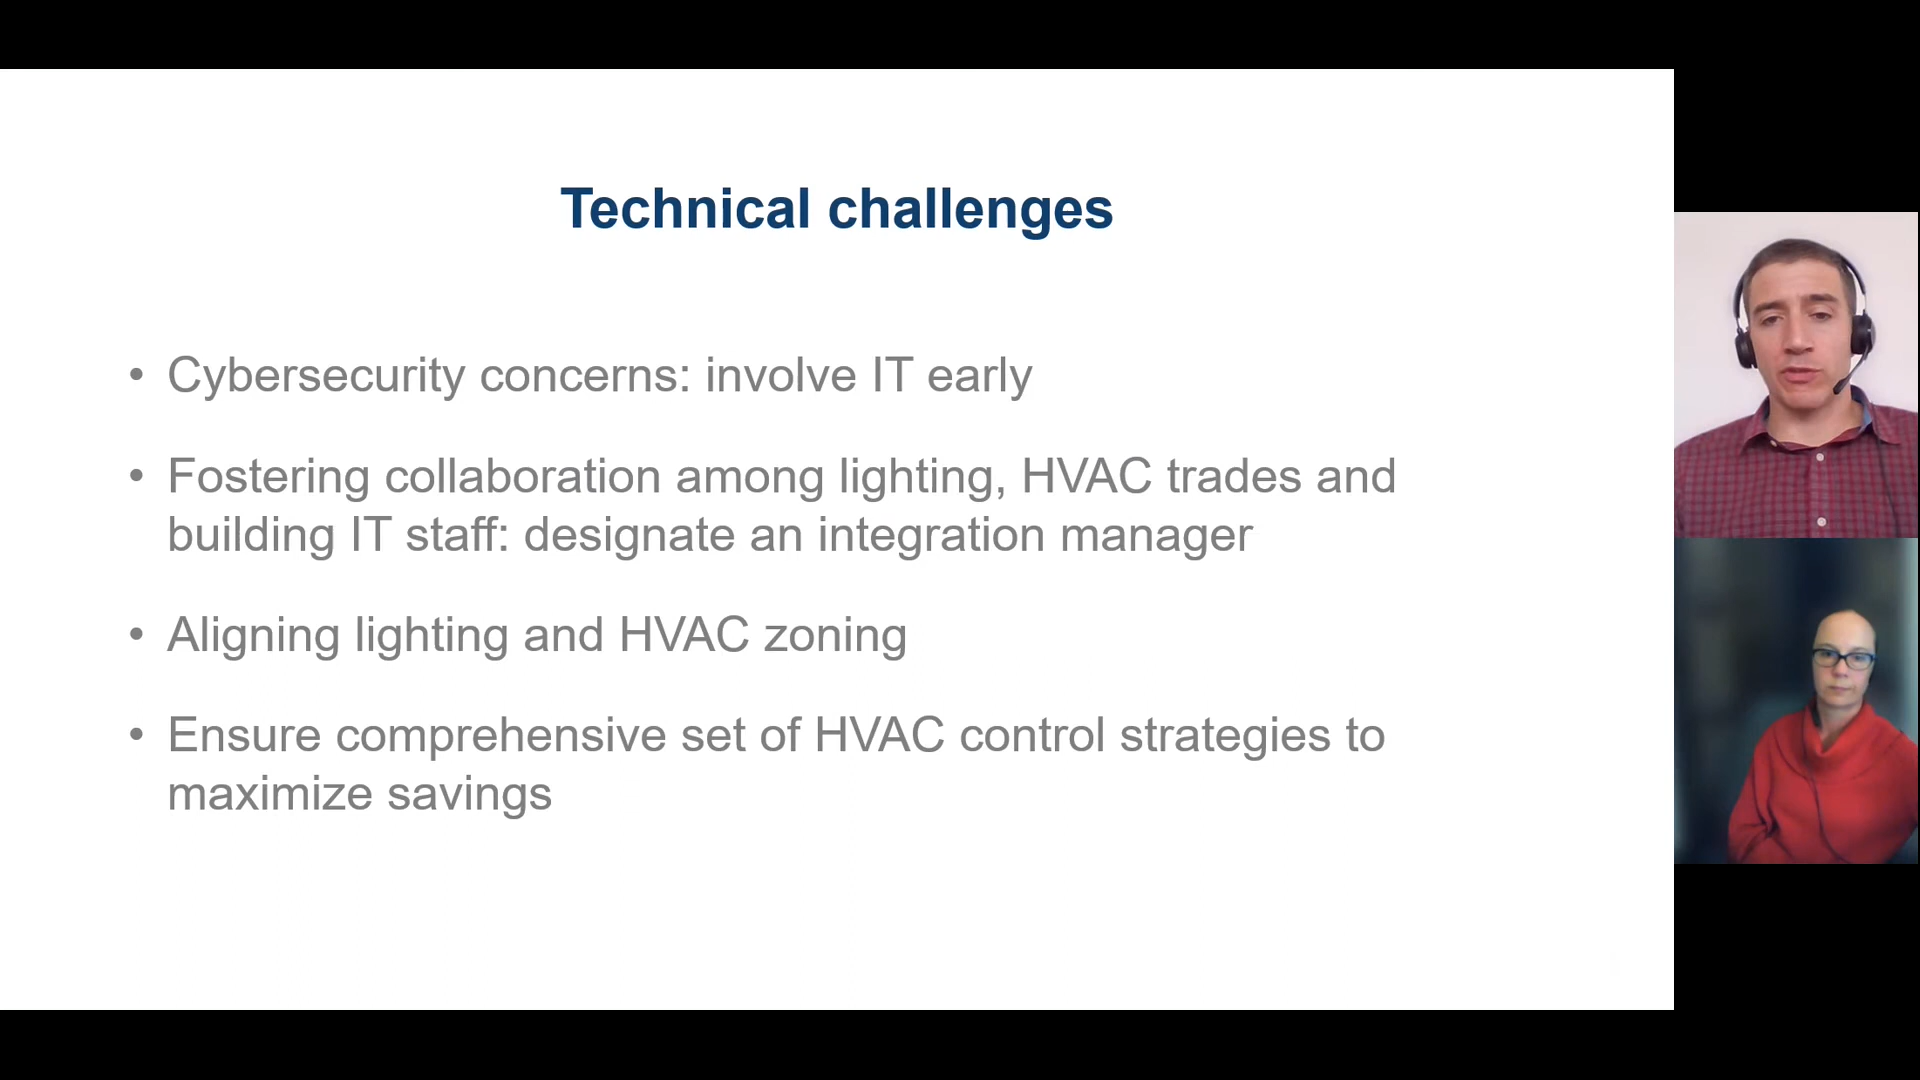 Technical challenges
• Cybersecurity concerns: involve IT early
• Fostering collaboration among lighting, HVAC trades and
building IT staff: designate an integration manager
• Aligning lighting and HVAC zoning
• Ensure comprehensive set of HVAC control strategies to
maximize savings